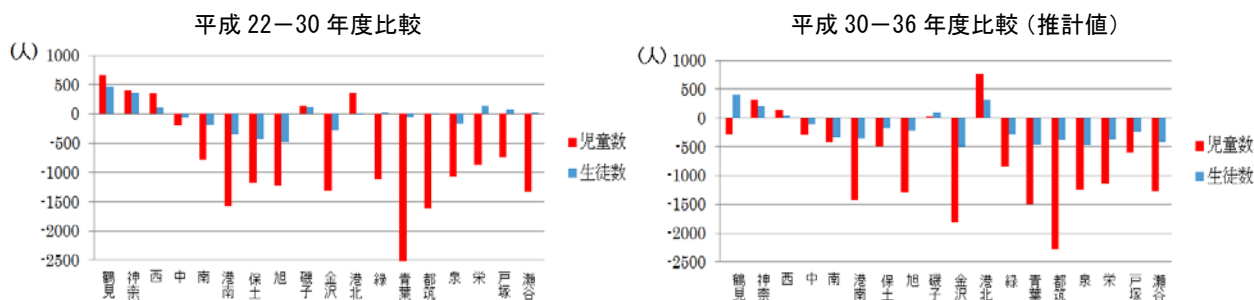 平成 22－30 年度比較
(人)
1000
500
0
-500
-1000
-1500
-2000
-2500
児童数
生徒数
鶴見
神奈
西
中
南
港南
保土
旭
磯子
金沢
港北
緑
青葉
都筑
泉
栄
戸塚
瀬谷
平成 30－36 年度比較（推計値）
(人)
1000
500
0
-500
-1000
-1500
-2000
-2500
児童数
生徒数
鶴見
神奈
西
中
南
港南
保土
旭
磯子
金沢
港北
緑
青葉
都筑
泉
栄
戸塚
瀬谷